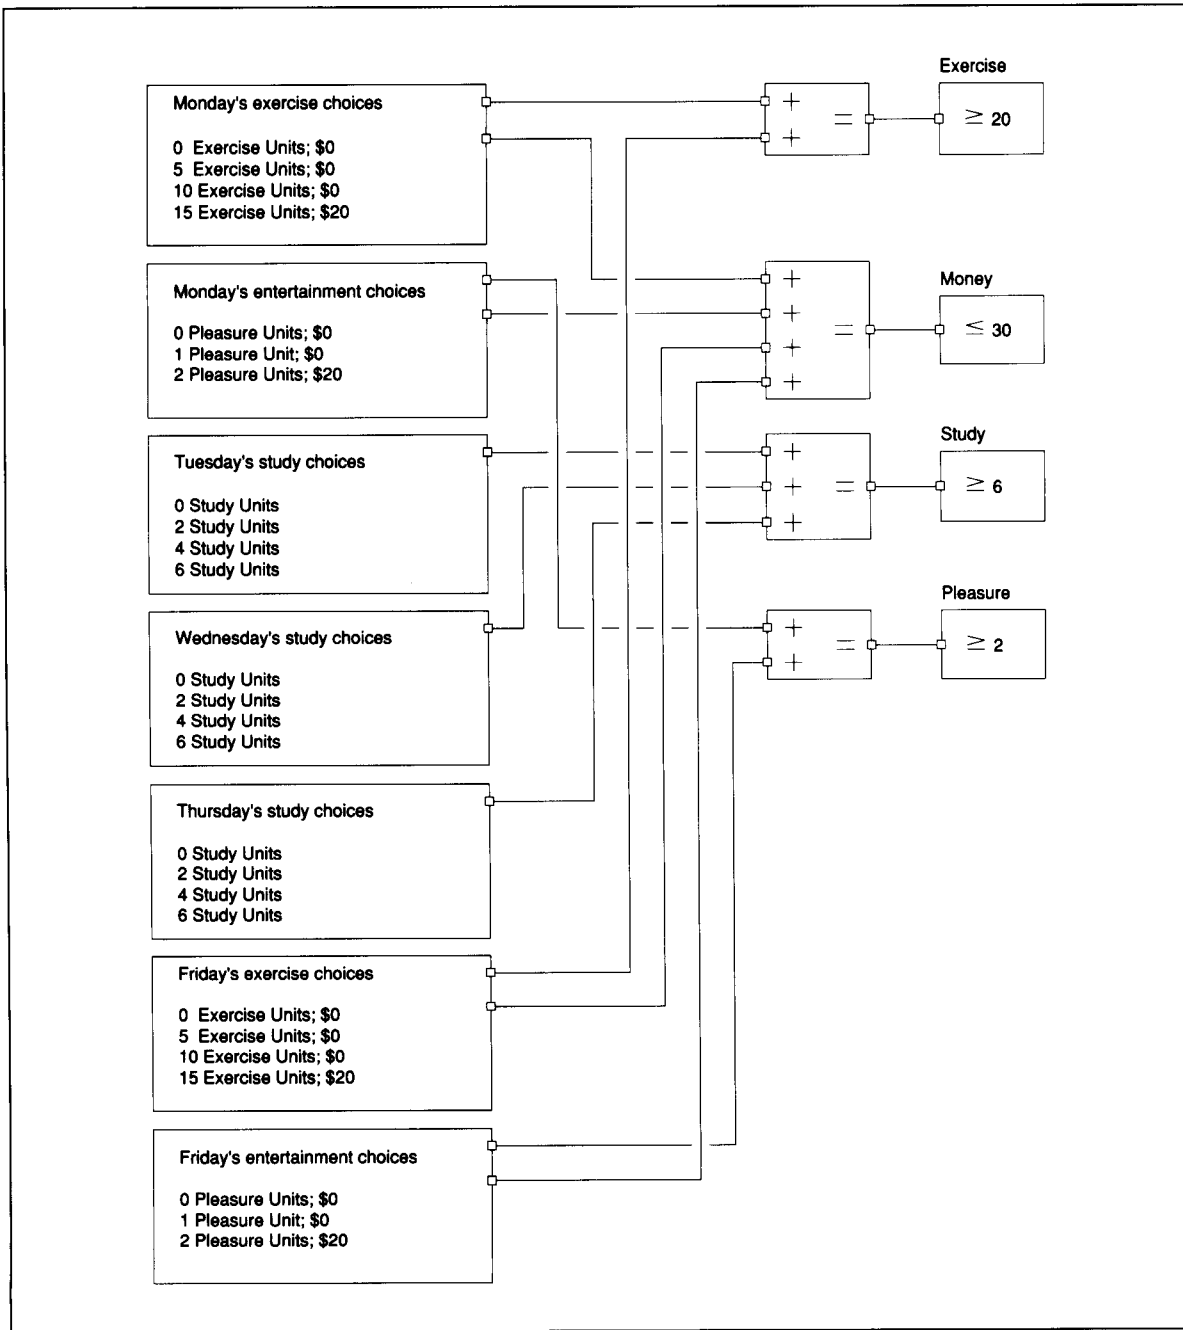 Monday's exercise choices
0 Exercise Units; $0
5 Exercise Units; $0
10 Exercise Units; $0
15 Exercise Units; $20
Monday's entertainment choices
0 Pleasure Units; $0
1 Pleasure Unit; $0
2 Pleasure Units; $20
Tuesday's study choices
0 Study Units
2 Study Units
4 Study Units
6 Study Units
Wednesday's study choices
0 Study Units
2 Study Units
4 Study Units
6 Study Units
Thursday's study choices
0 Study Units
2 Study Units
4 Study Units
6 Study Units
Friday's exercise choices
0 Exercise Units; $0
5 Exercise Units; $0
10 Exercise Units; $0
15 Exercise Units; $20
Friday's entertainment choices
0 Pleasure Units; $0
1 Pleasure Unit; $0
2 Pleasure Units; $20
+
+
=
Exercise
≥ 20
+
+
+
+
=
Money
≤ 30
+
+
+
=
Study
≥ 6
+
+
=
Pleasure
≥ 2